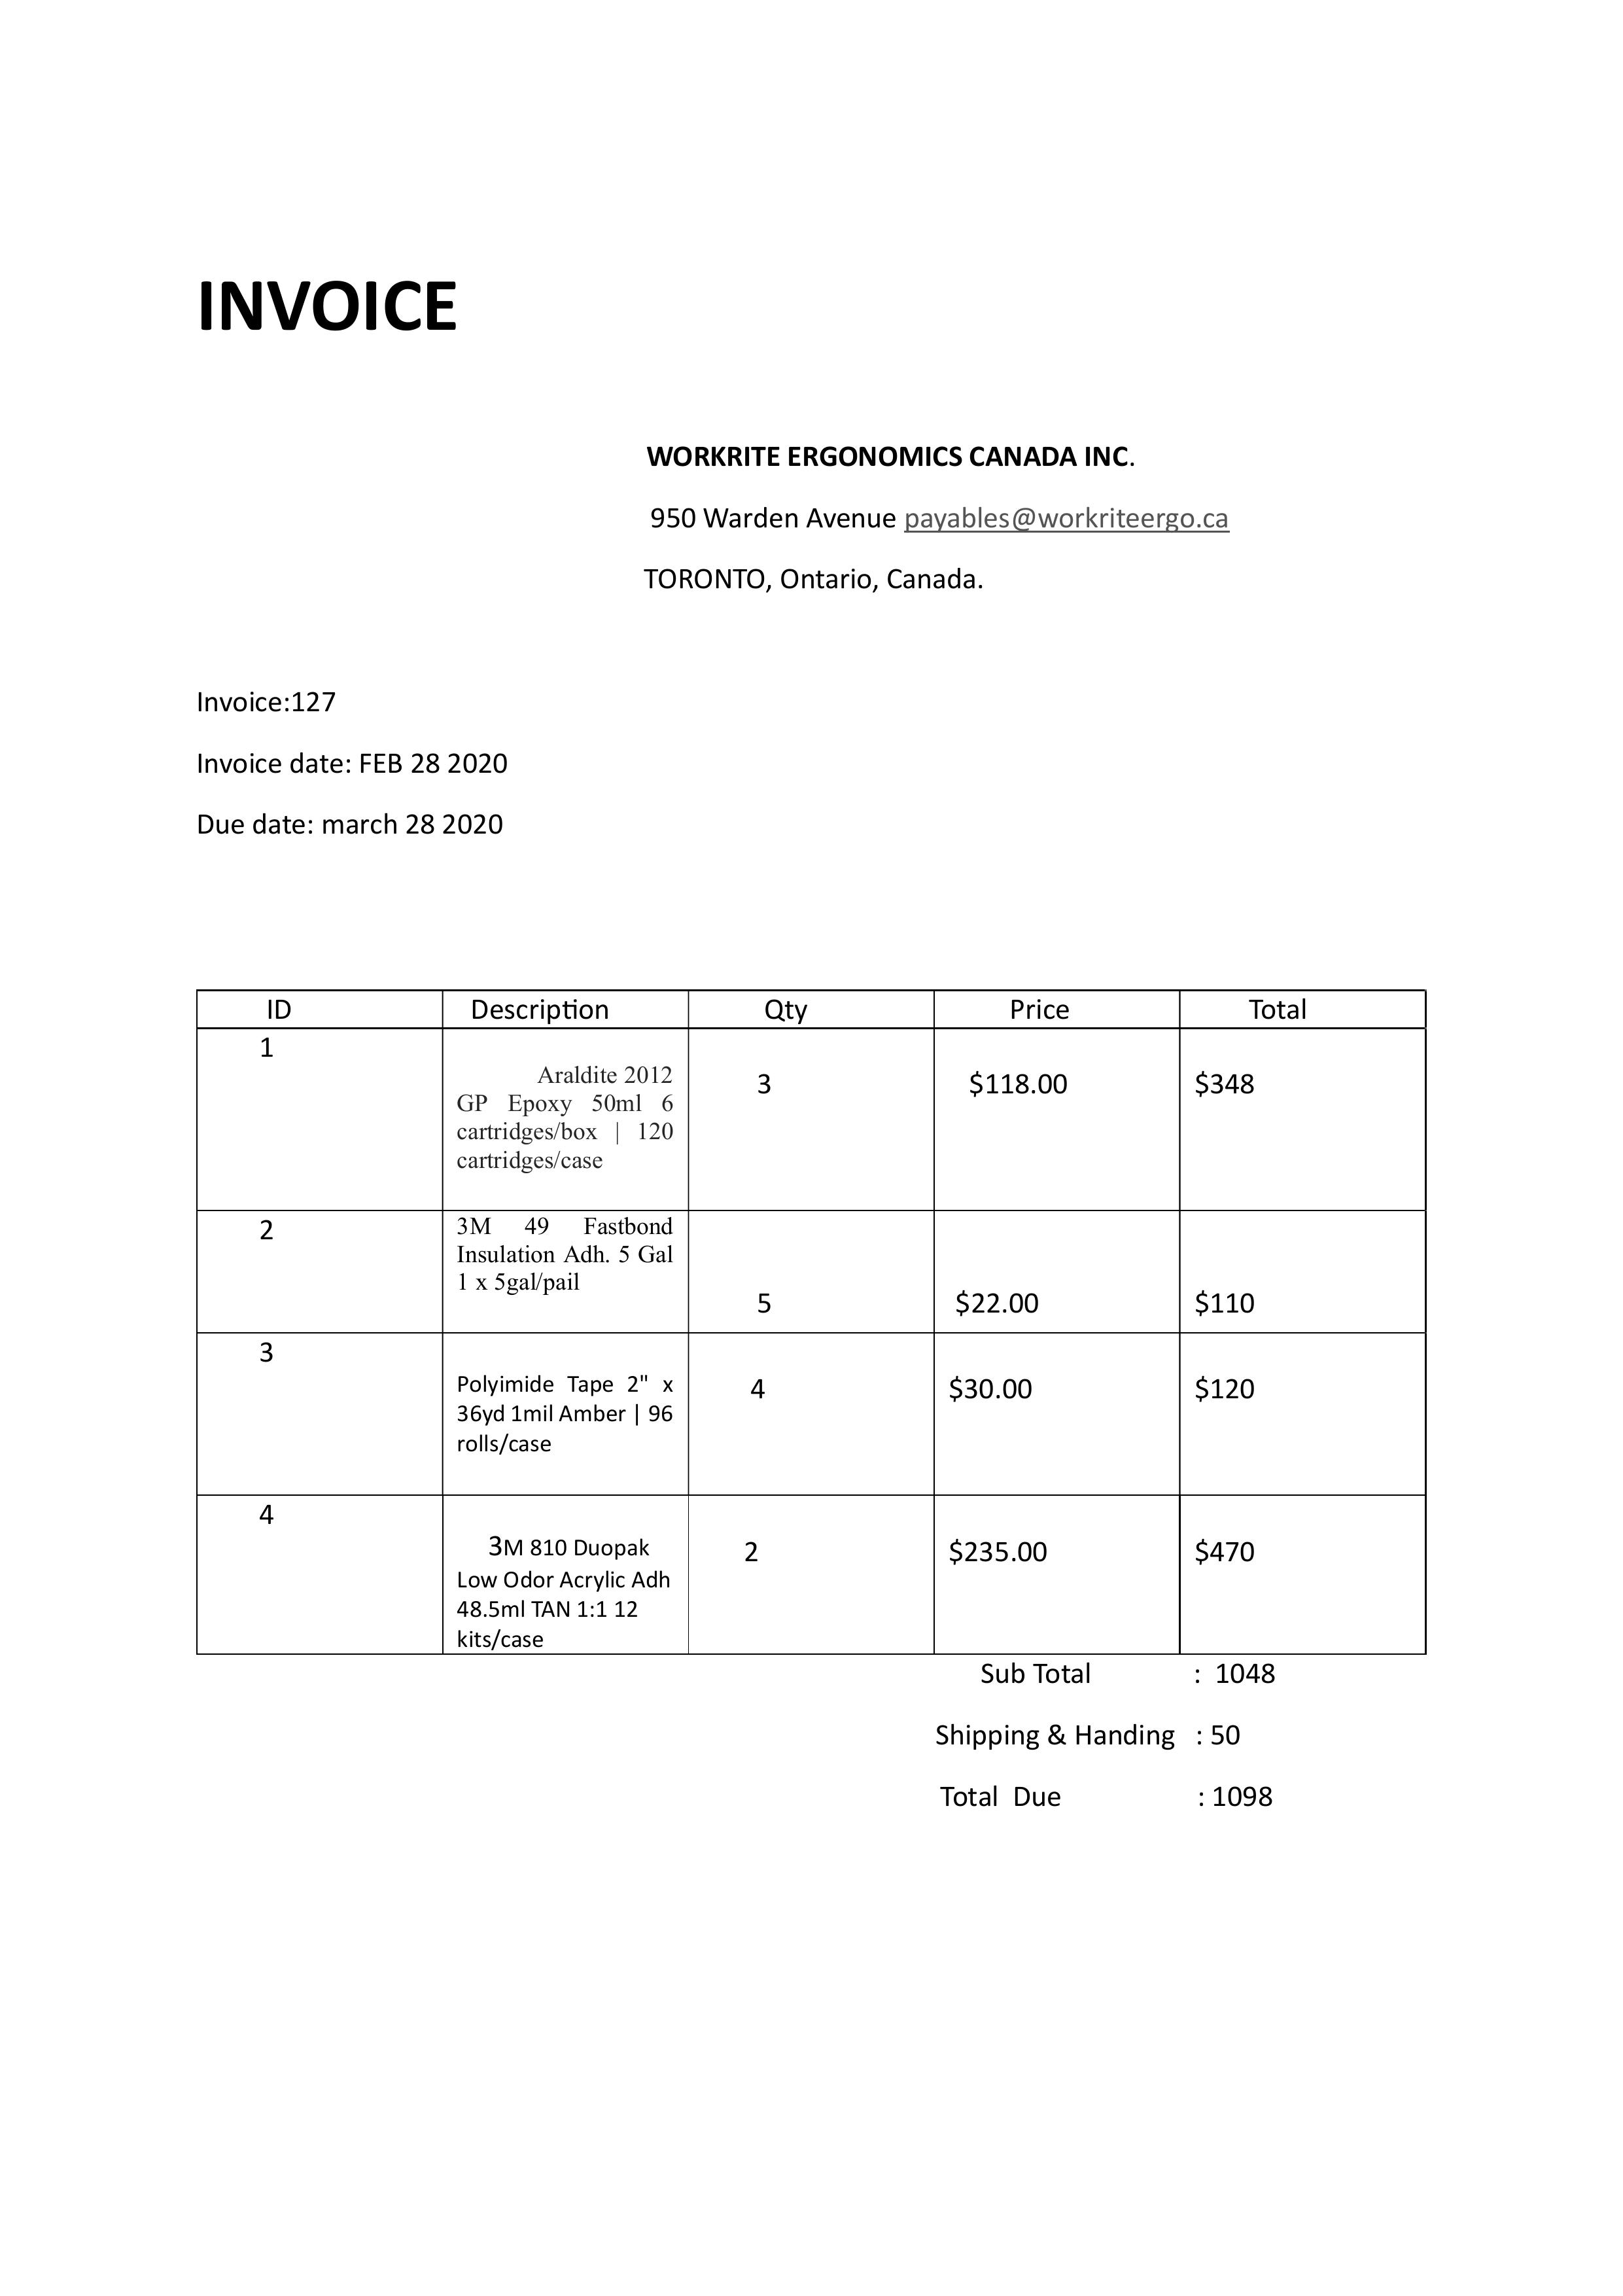 INVOICE
WORKRITE ERGONOMICS CANADA INC.
950 Warden Avenue payables@workriteergo.ca
TORONTO, Ontario, Canada.
Invoice:127
Invoice date: FEB 28 2020
Due date: march 28 2020
ID Description Qty Price Total
1
Araldite 2012
GP Epoxy 50ml 6
cartridges/box | 120
cartridges/case
3 $118.00 $348
2
3M 49 Fastbond
Insulation Adh. 5 Gal
1 x 5gal/pail
5 $22.00 $110
3
Polyimide Tape 2" x
36yd 1mil Amber | 96
rolls/case
4 $30.00 $120
4
3M 810 Duopak
Low Odor Acrylic Adh
48.5ml TAN 1:1 12
kits/case
2 $235.00 $470
Sub Total : 1048
Shipping & Handing : 50
Total Due : 1098